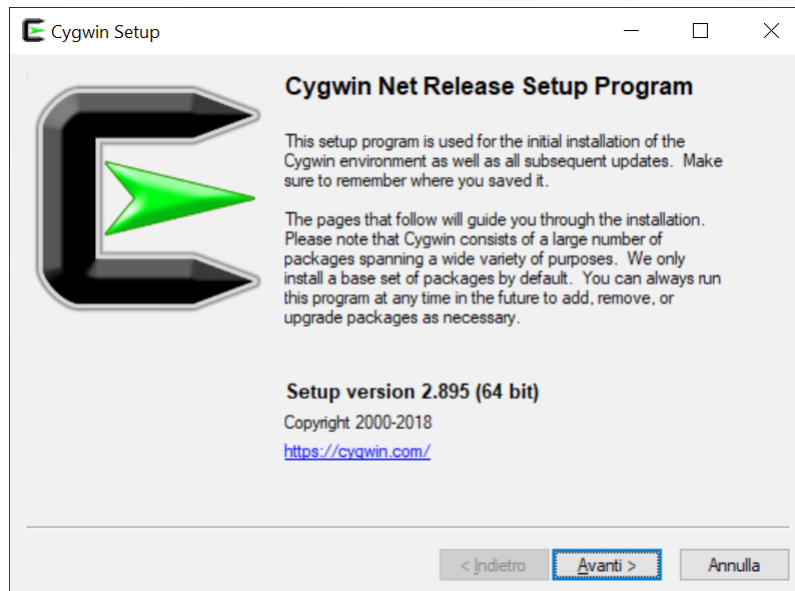 Cygwin Setup
Cygwin Net Release Setup Program
This setup program is used for the initial installation of the
Cygwin environment as well as all subsequent updates.  Make
sure to remember where you saved it.
The pages that follow will guide you through the installation.
Please note that Cygwin consists of a large number of
packages spanning a wide variety of purposes.  We only
install a base set of packages by default.  You can always run
this program at any time in the future to add, remove, or
upgrade packages as necessary.
Setup version 2.895 (64 bit)
Copyright 2000-2018
https://cygwin.com/
< Indietro Avanti > Annulla